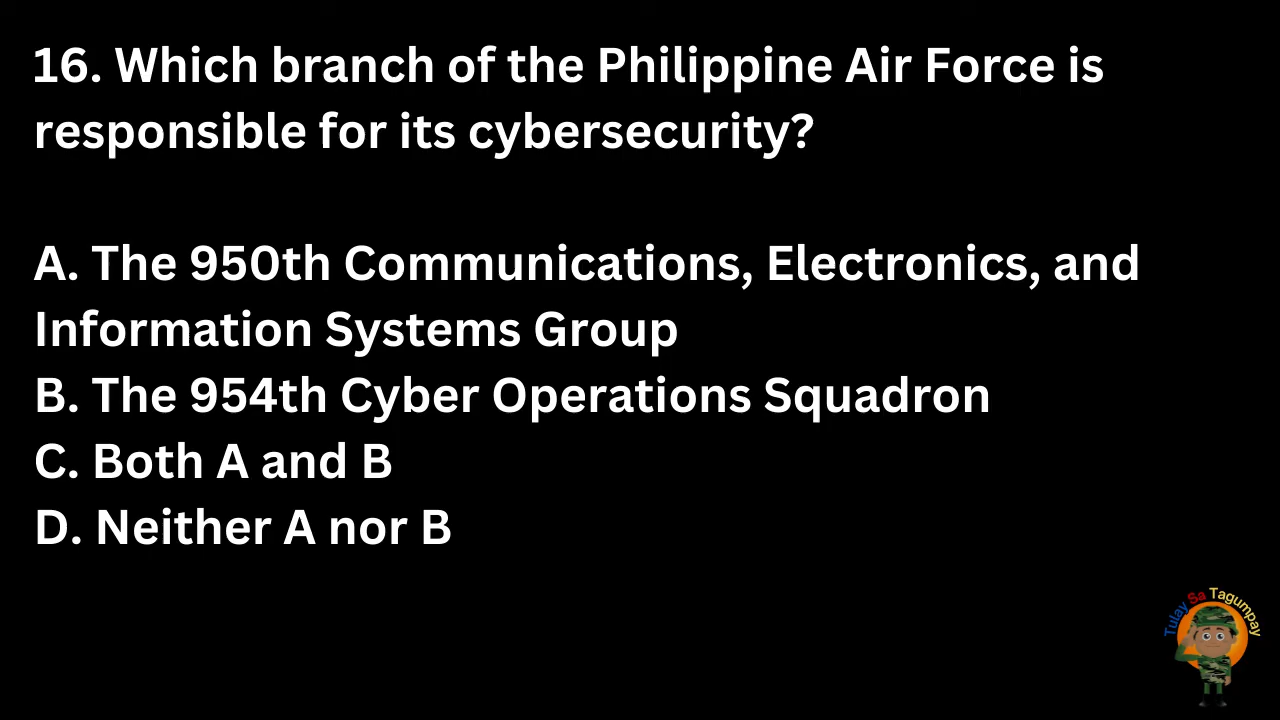 16. Which branch of the Philippine Air Force is
responsible for its cybersecurity?
A. The 950th Communications, Electronics, and
Information Systems Group
B. The 954th Cyber Operations Squadron
C. Both A and B
D. Neither A nor B
Tulay Sa Tagumpay